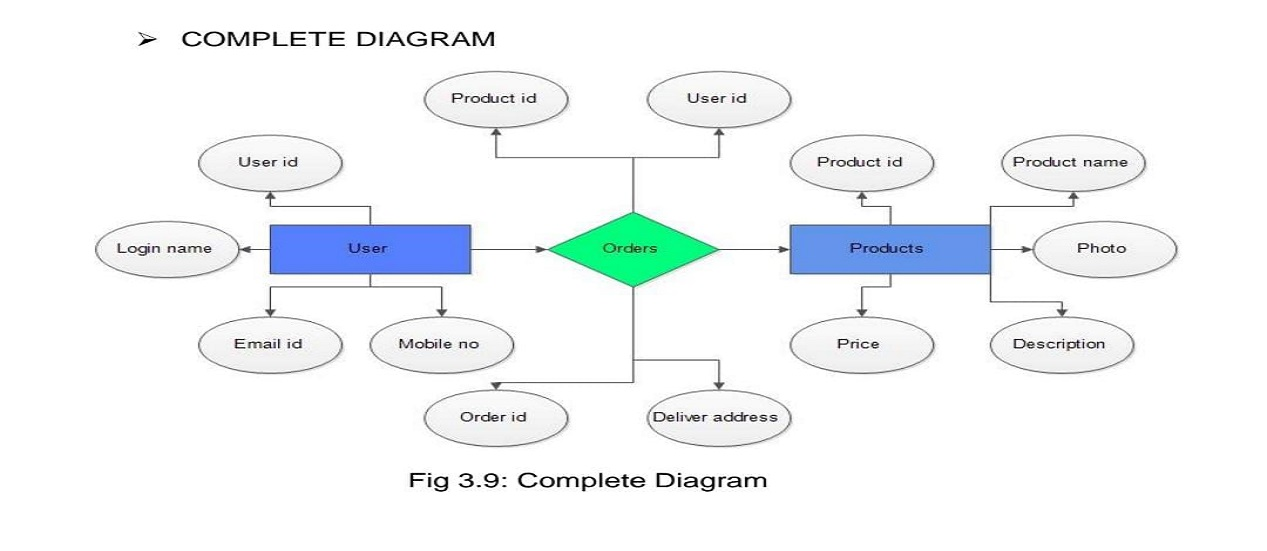 ➢ COMPLETE DIAGRAM
Product id
User id
User id
Product id
Product name
Login name
User
Orders
Products
Photo
Email id
Mobile no
Price
Description
Order id
Deliver address
Fig 3.9: Complete Diagram